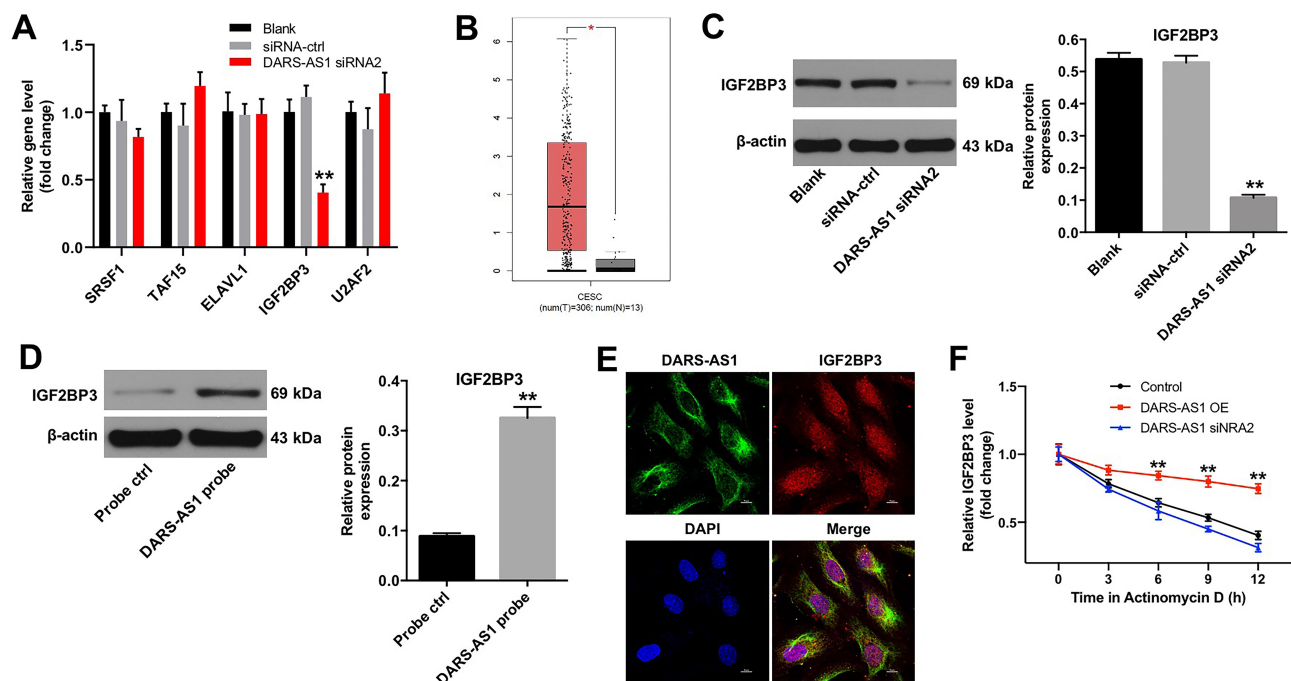 A
Blank
siRNA-ctrl
DARS-AS1 siRNA2
Relative gene level
(fold change)
1.5
1.0
0.5
0.0
SRSF1
TAF15
ELAVL1
IGF2BP3
U2AF2
**
B
*
6
5
4
3
2
1
0
CESC
(num(T)=306; num(N)=13)
C
IGF2BP3
69 kDa
β-actin
43 kDa
Blank
siRNA-ctrl
DARS-AS1 siRNA2
IGF2BP3
Relative protein
expression
0.6
0.5
0.4
0.3
0.2
0.1
0.0
**
Blank
siRNA-ctrl
DARS-AS1 siRNA2
D
IGF2BP3
69 kDa
β-actin
43 kDa
Probe ctrl
DARS-AS1 probe
IGF2BP3
Relative protein
expression
0.4
0.3
0.2
0.1
0.0
**
Probe ctrl
DARS-AS1 probe
E
DARS-AS1
IGF2BP3
DAPI
Merge
F
Control
DARS-AS1 OE
DARS-AS1 siNRA2
Relative IGF2BP3 level
(fold change)
1.5
1.0
0.5
** ** **
0 3 6 9 12
Time in Actinomycin D (h)